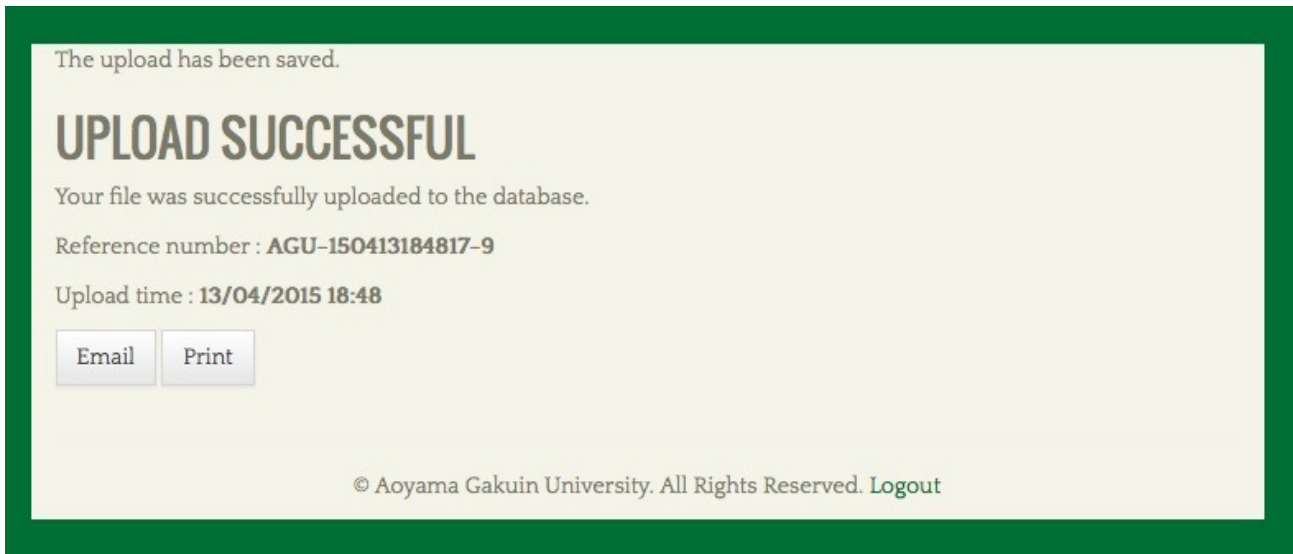 The upload has been saved.
UPLOAD SUCCESSFUL
Your file was successfully uploaded to the database.
Reference number : AGU-150413184817-9
Upload time : 13/04/2015 18:48
Email Print
© Aoyama Gakuin University. All Rights Reserved. Logout